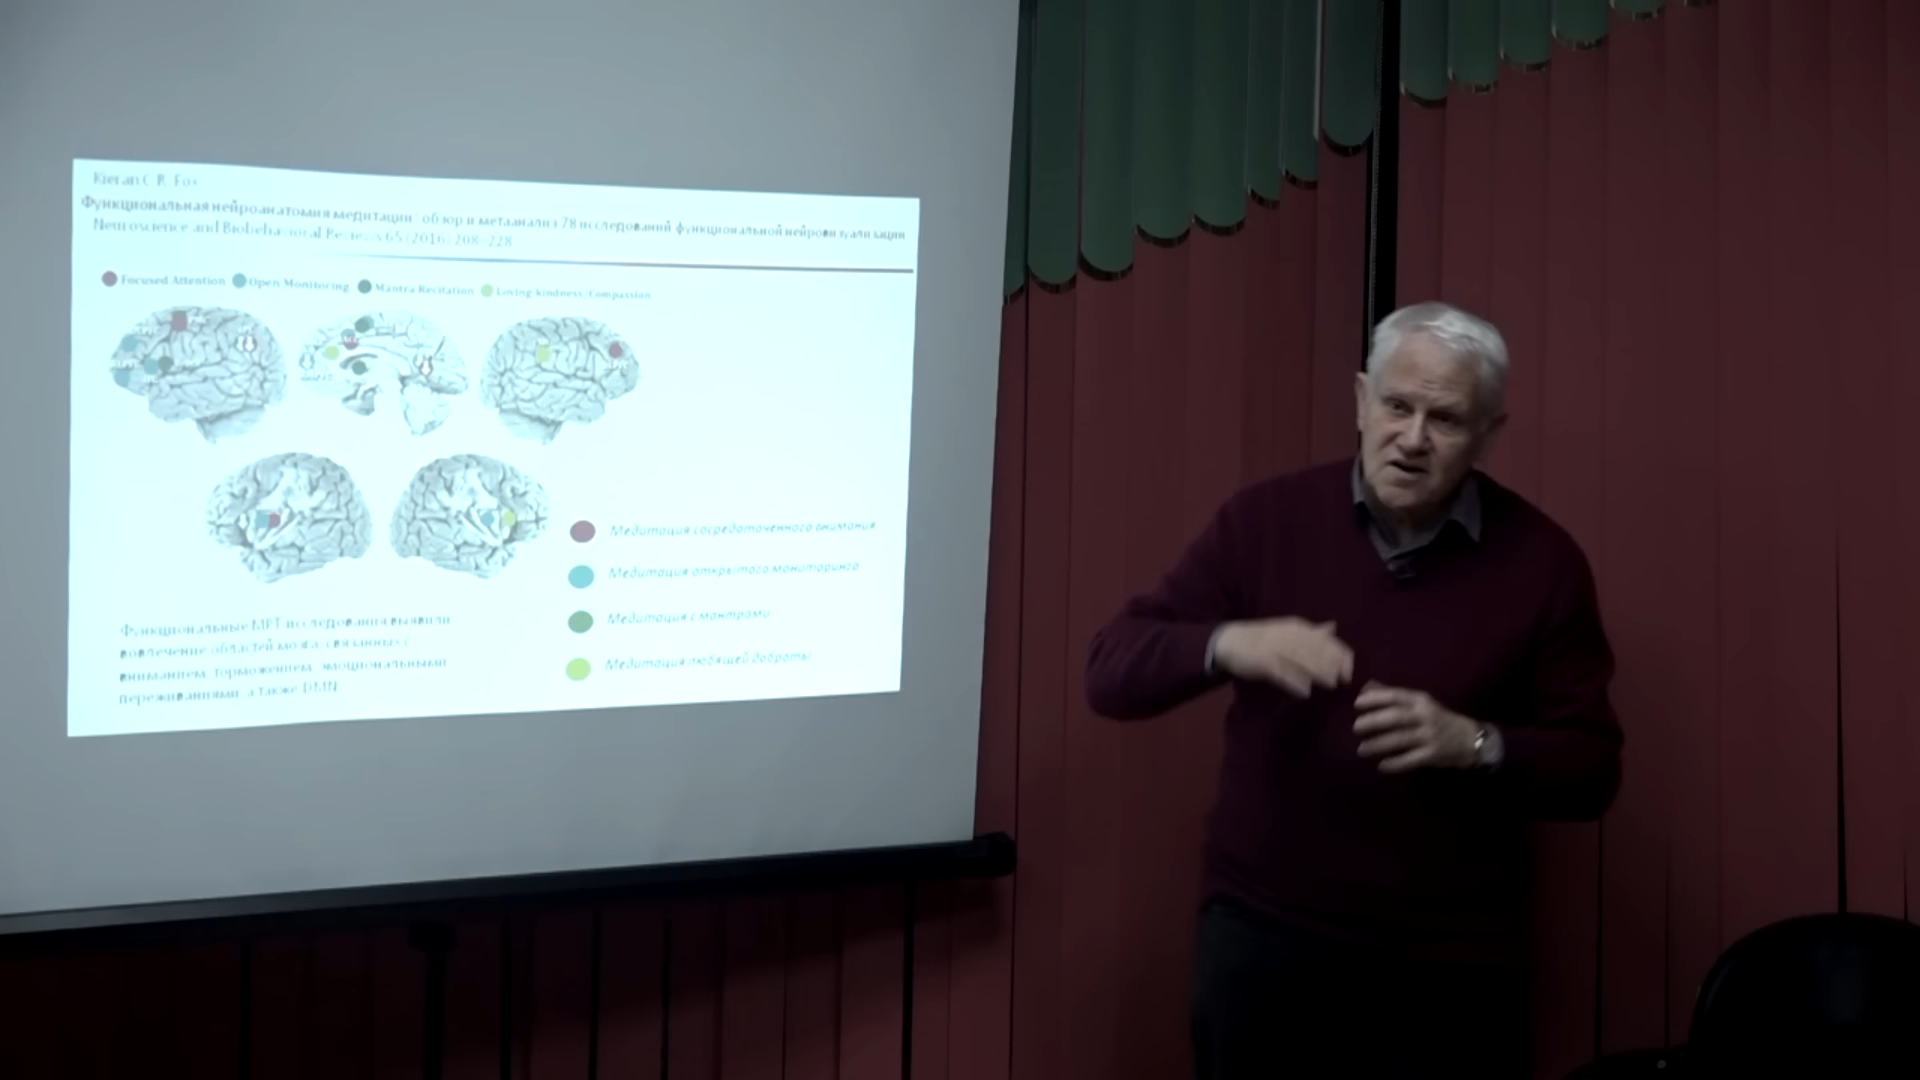 Kieran C.R. Fox
Функциональная нейроанатомия медитации: обзор и метаанализ 78 исследований функциональной нейровизуализации
Neuroscience and Biobehavioral Reviews 65 (2016) 208–228
Focused Attention Open Monitoring Mantra Recitation Loving-kindness/Compassion
Медитация сосредоточенного внимания
Медитация открытого мониторинга
Медитация с мантрами
Медитация любящей доброты
Функциональные МРТ исследования выявили
вовлечение областей мозга, связанных с
вниманием, торможением, эмоциональными
переживаниями, а также DMN